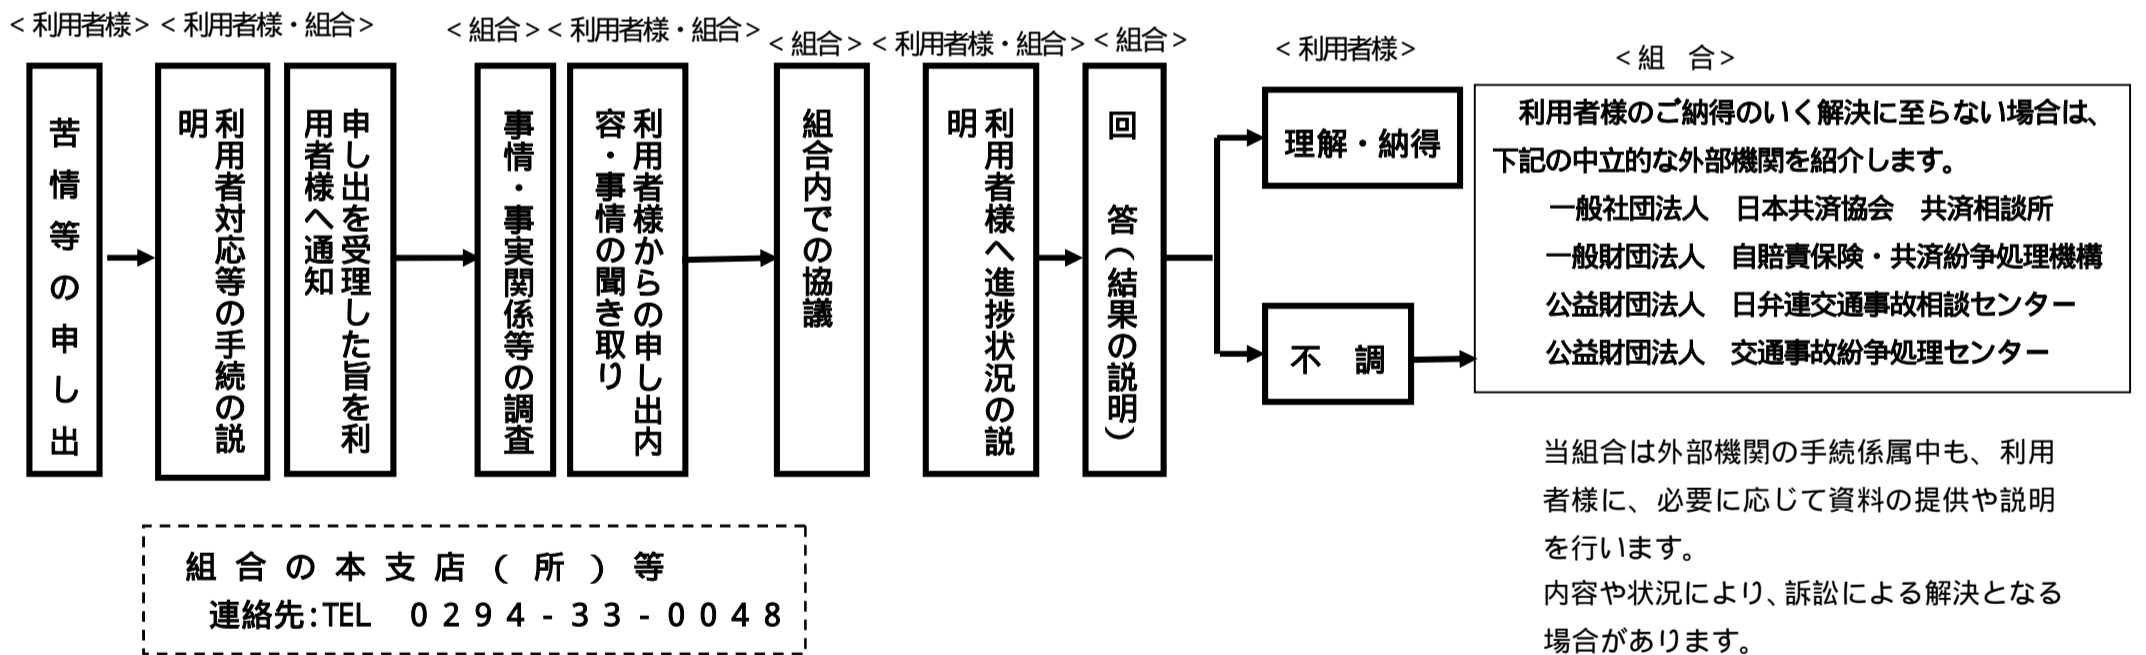 <利用者様>
<利用者様・組合>
<組合>
<利用者様・組合>
<組合>
<利用者様・組合>
<組合>
<利用者様>
<組　合>
苦情等の申し出
利用者対応等の手続の説
明
申し出を受理した旨を利
用者様へ通知
事情・事実関係等の調査
利用者様からの申し出内
容・事情の聞き取り
組合内での協議
利用者様へ進捗状況の説
明
回　答(結果の説明)
理解・納得
不　調
利用者様のご納得のいく解決に至らない場合は、
下記の中立的な外部機関を紹介します。
一般社団法人　日本共済協会　共済相談所
一般財団法人　自賠責保険・共済紛争処理機構
公益財団法人　日弁連交通事故相談センター
公益財団法人　交通事故紛争処理センター
当組合は外部機関の手続係属中も、利用
者様に、必要に応じて資料の提供や説明
を行います。
内容や状況により、訴訟による解決となる
場合があります。
組合の本支店(所)等
連絡先:TEL　0294-33-0048